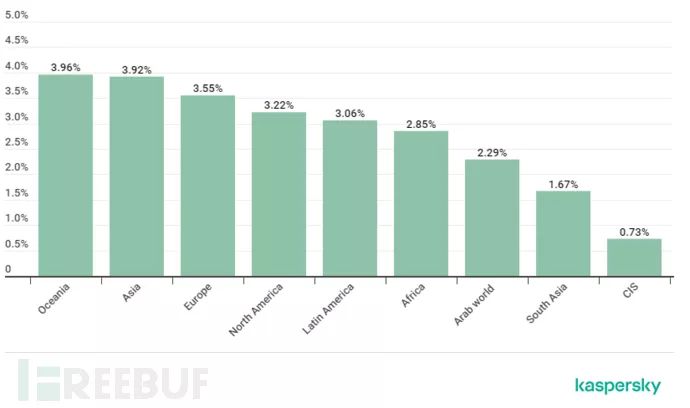 5.0%
4.5%
4.0%
3.5%
3.0%
2.5%
2.0%
1.5%
1.0%
0.5%
0
3.96%
3.92%
3.55%
3.22%
3.06%
2.85%
2.29%
1.67%
0.73%
Oceania
Asia
Europe
North America
Latin America
Africa
Arab world
South Asia
CIS
FREEBUF
kaspersky